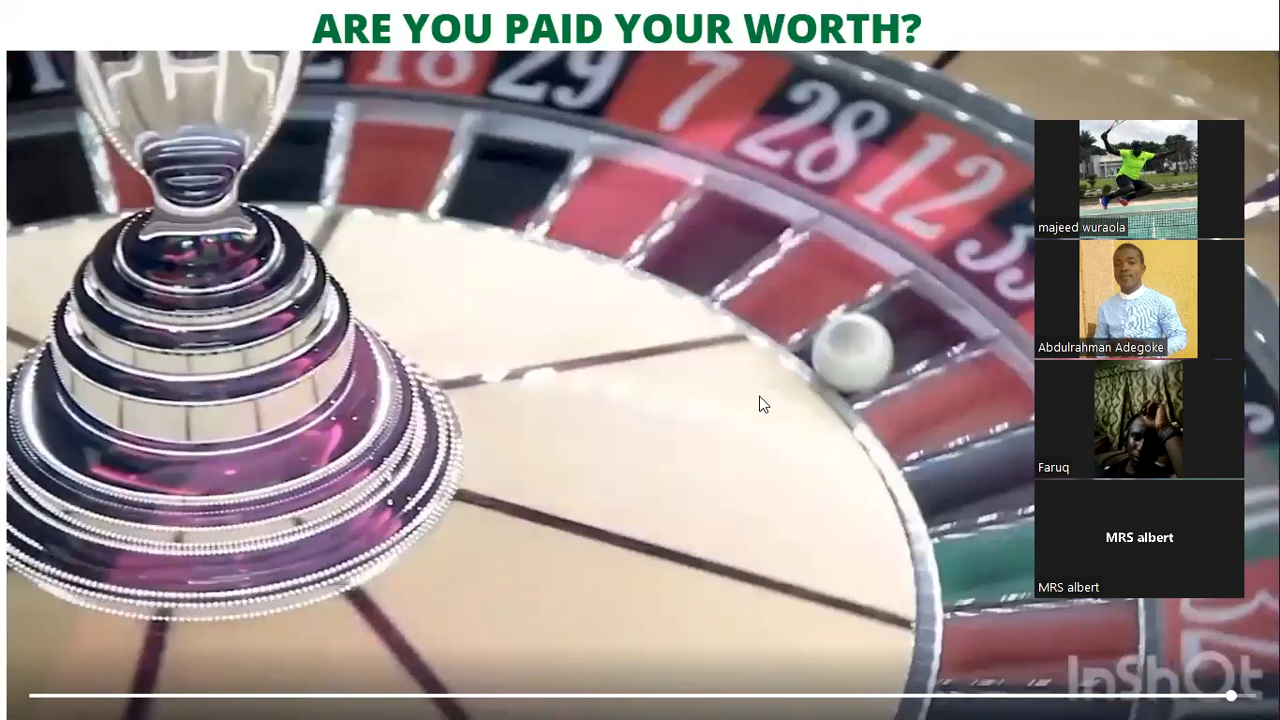 ARE YOU PAID YOUR WORTH?
18
29
7
28
12
majeed wuraola
Abdulrahman Adegoke
Faruq
MRS albert
MRS albert
InShOt